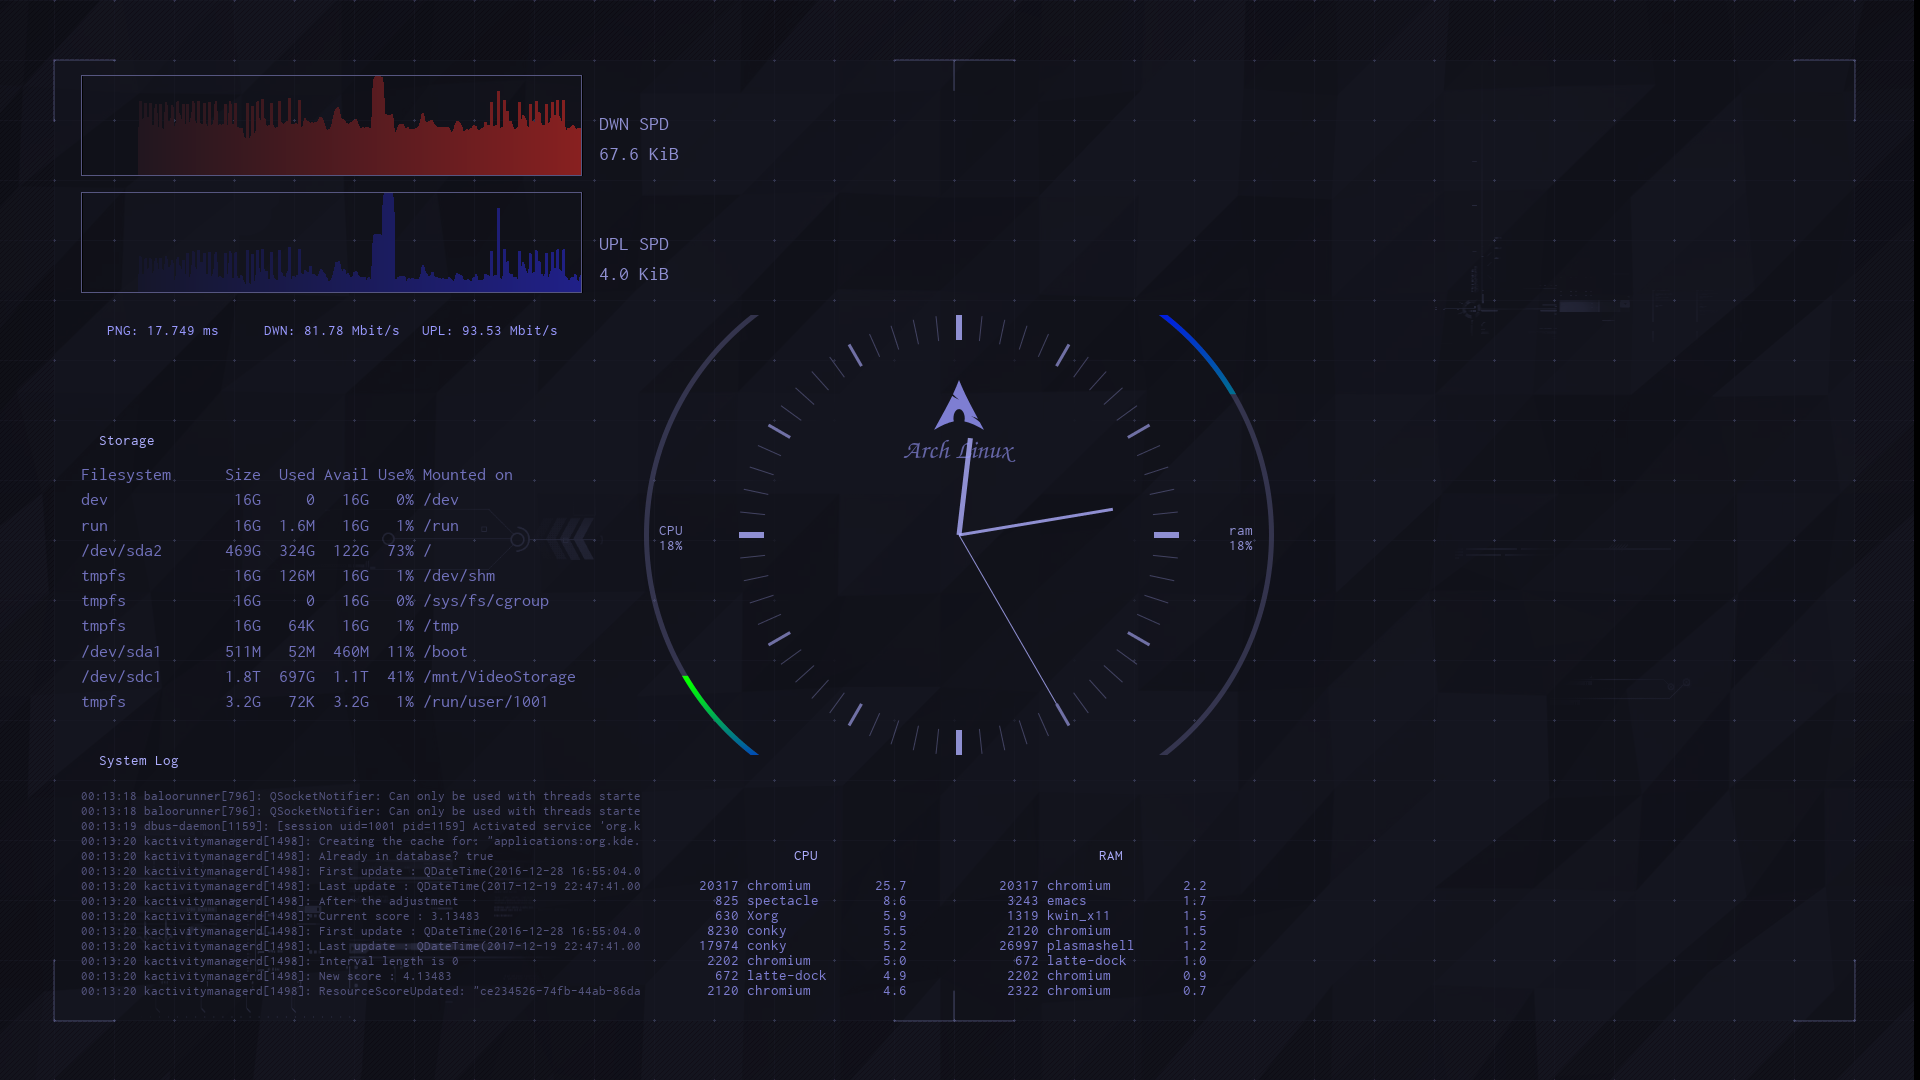 DWN SPD
67.6 KiB
UPL SPD
4.0 KiB
PNG: 17.749 ms DWN: 81.78 Mbit/s UPL: 93.53 Mbit/s
Arch Linux
Storage
Filesystem Size Used Avail Use% Mounted on
dev 16G 0 16G 0% /dev
run 16G 1.6M 16G 1% /run
/dev/sda2 469G 324G 122G 73% /
tmpfs 16G 126M 16G 1% /dev/shm
tmpfs 16G 0 16G 0% /sys/fs/cgroup
tmpfs 16G 64K 16G 1% /tmp
/dev/sda1 511M 52M 460M 11% /boot
/dev/sdc1 1.8T 697G 1.1T 41% /mnt/VideoStorage
tmpfs 3.2G 72K 3.2G 1% /run/user/1001
CPU
18%
ram
18%
System Log
00:13:18 baloorunner[796]: QSocketNotifier: Can only be used with threads starte
00:13:18 baloorunner[796]: QSocketNotifier: Can only be used with threads starte
00:13:19 dbus-daemon[1159]: [session uid=1001 pid=1159] Activated service 'org.k
00:13:20 kactivitymanagerd[1498]: Creating the cache for: "applications:org.kde.
00:13:20 kactivitymanagerd[1498]: Already in database? true
00:13:20 kactivitymanagerd[1498]: First update : QDateTime(2016-12-28 16:55:04.0
00:13:20 kactivitymanagerd[1498]: Last update : QDateTime(2017-12-19 22:47:41.00
00:13:20 kactivitymanagerd[1498]: After the adjustment
00:13:20 kactivitymanagerd[1498]: Current score : 3.13483
00:13:20 kactivitymanagerd[1498]: First update : QDateTime(2016-12-28 16:55:04.0
00:13:20 kactivitymanagerd[1498]: Last update : QDateTime(2017-12-19 22:47:41.00
00:13:20 kactivitymanagerd[1498]: Interval length is 0
00:13:20 kactivitymanagerd[1498]: New score : 4.13483
00:13:20 kactivitymanagerd[1498]: ResourceScoreUpdated: "ce234526-74fb-44ab-86da
CPU
20317 chromium 25.7
825 spectacle 8.6
630 Xorg 5.9
8230 conky 5.5
17974 conky 5.2
2202 chromium 5.0
672 latte-dock 4.9
2120 chromium 4.6
RAM
20317 chromium 2.2
3243 emacs 1.7
1319 kwin_x11 1.5
2120 chromium 1.5
26997 plasmashell 1.2
672 latte-dock 1.0
2202 chromium 0.9
2322 chromium 0.7